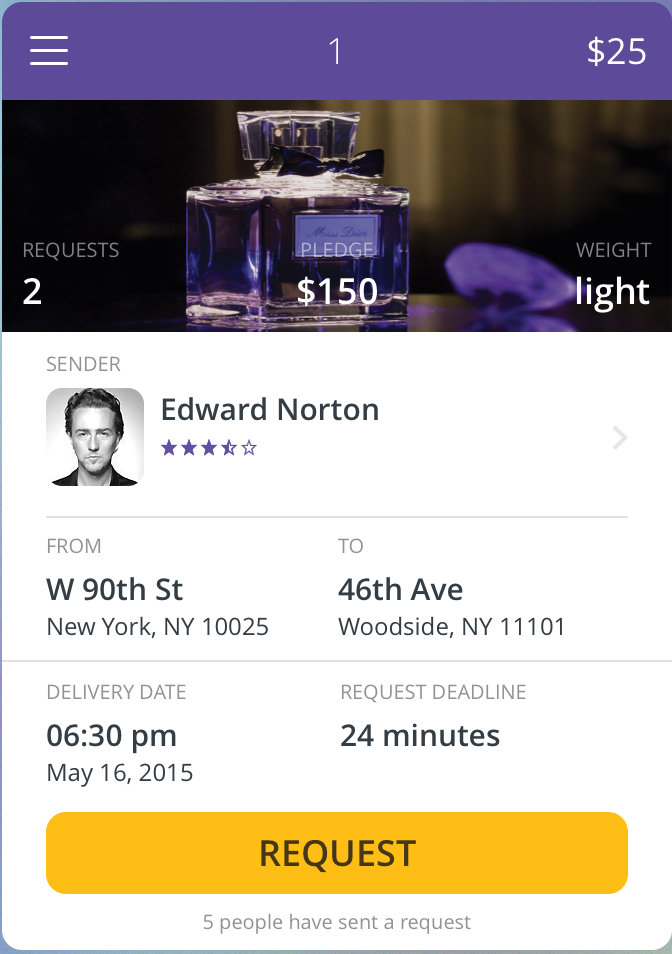 1
$25
Miss Dior
REQUESTS
PLEDGE
WEIGHT
2
$150
light
SENDER
Edward Norton
FROM
TO
W 90th St
46th Ave
New York, NY 10025
Woodside, NY 11101
DELIVERY DATE
REQUEST DEADLINE
06:30 pm
24 minutes
May 16, 2015
REQUEST
5 people have sent a request